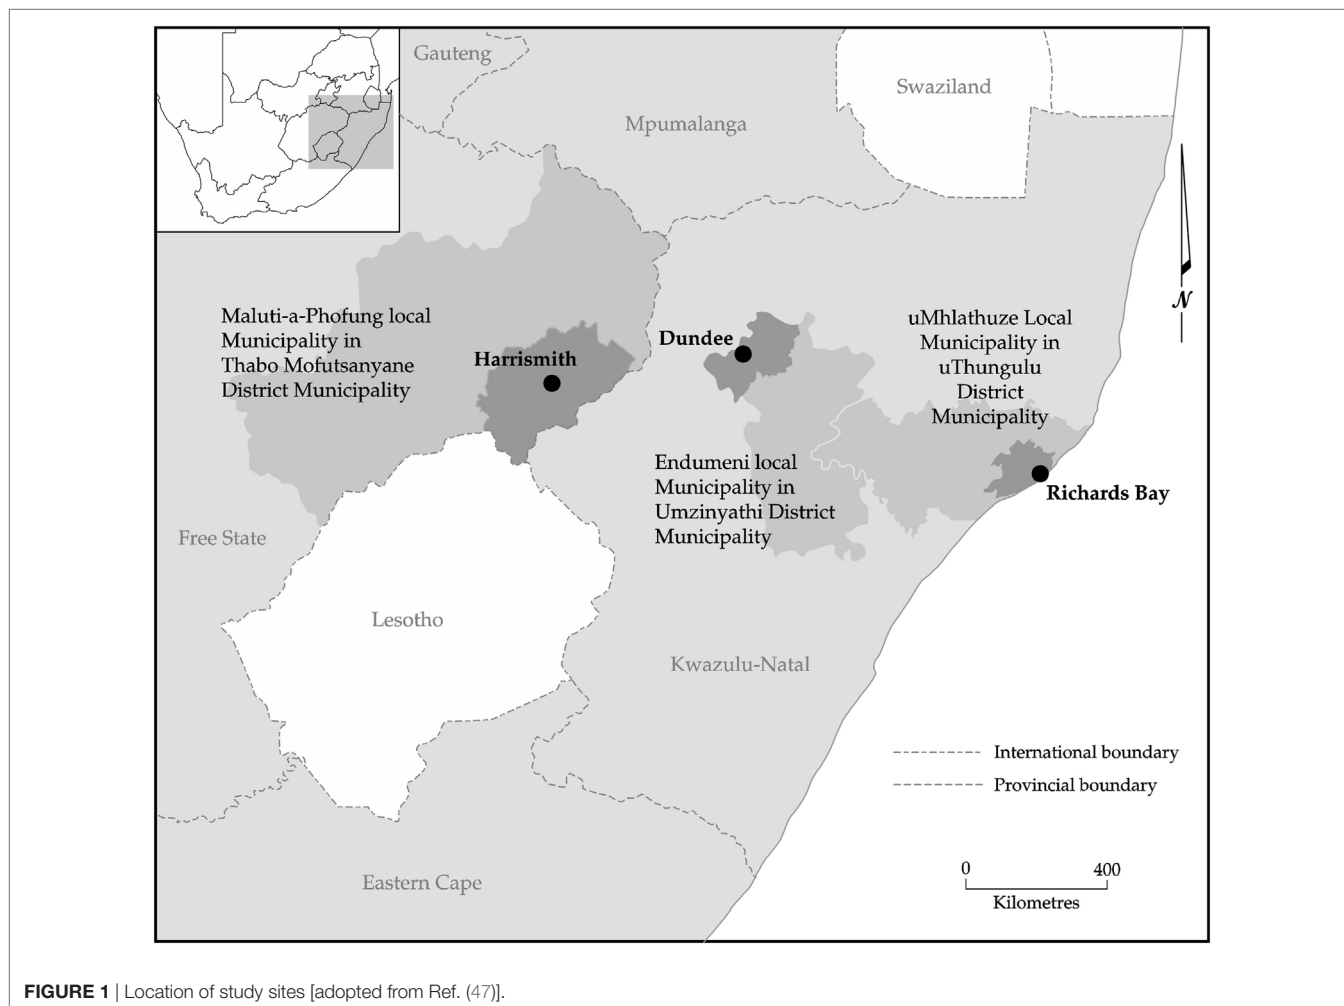 Gauteng
Swaziland
Mpumalanga
N
Maluti-a-Phofung local
Municipality in
Thabo Mofutsanyane
District Municipality
Harrismith
Dundee
uMhlathuze Local
Municipality in
uThungulu
District
Municipality
Endumeni local
Municipality in
Umzinyathi District
Municipality
Richards Bay
Free State
Lesotho
Kwazulu-Natal
International boundary
Provincial boundary
Eastern Cape
0 400
Kilometres
FIGURE 1 | Location of study sites [adopted from Ref. (47)].